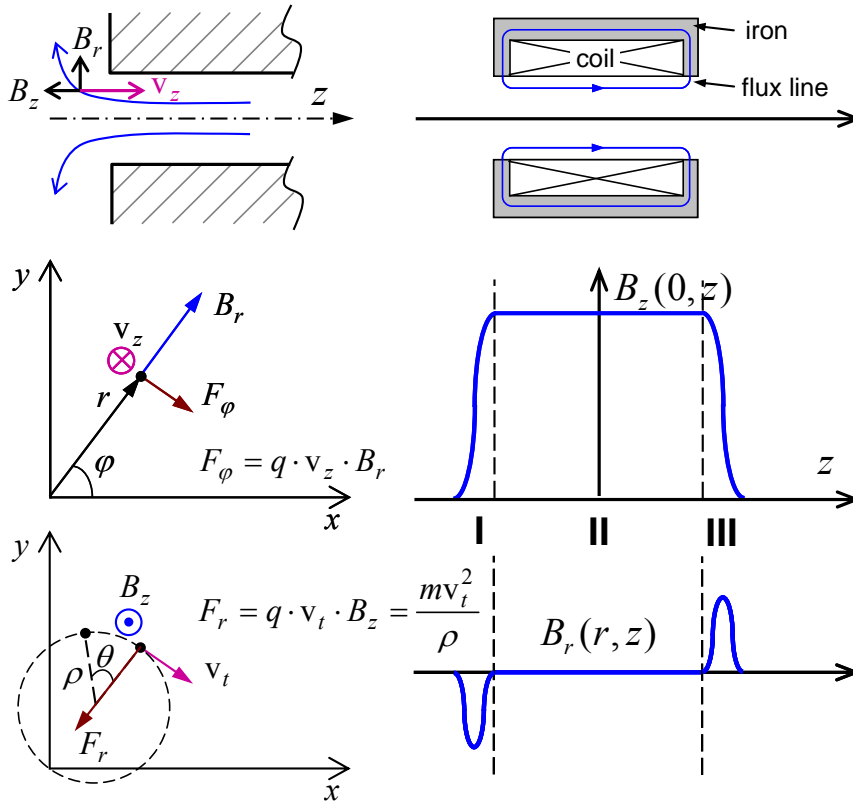 B_r
B_z
v_z
z
iron
coil
flux line
y
B_r
v_z
r
F_φ
φ
F_φ = q · v_z · B_r
x
B_z(0, z)
z
I
II
III
y
B_z
F_r = q · v_t · B_z = mv_t^2 / ρ
ρ
θ
v_t
F_r
x
B_r(r, z)